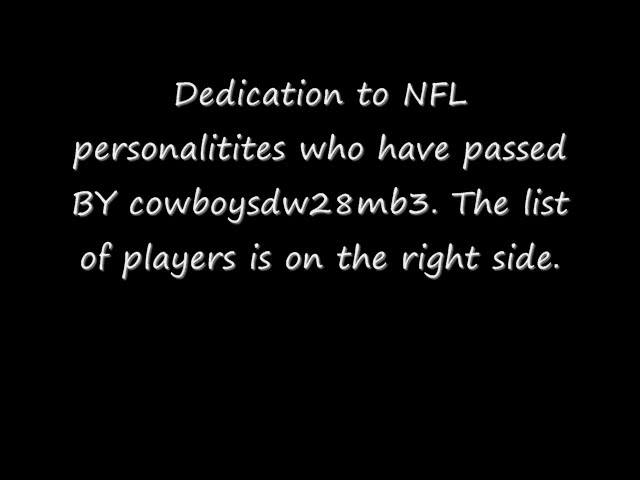 Dedication to NFL
personalitites who have passed
BY cowboysdw28mb3. The list
of players is on the right side.